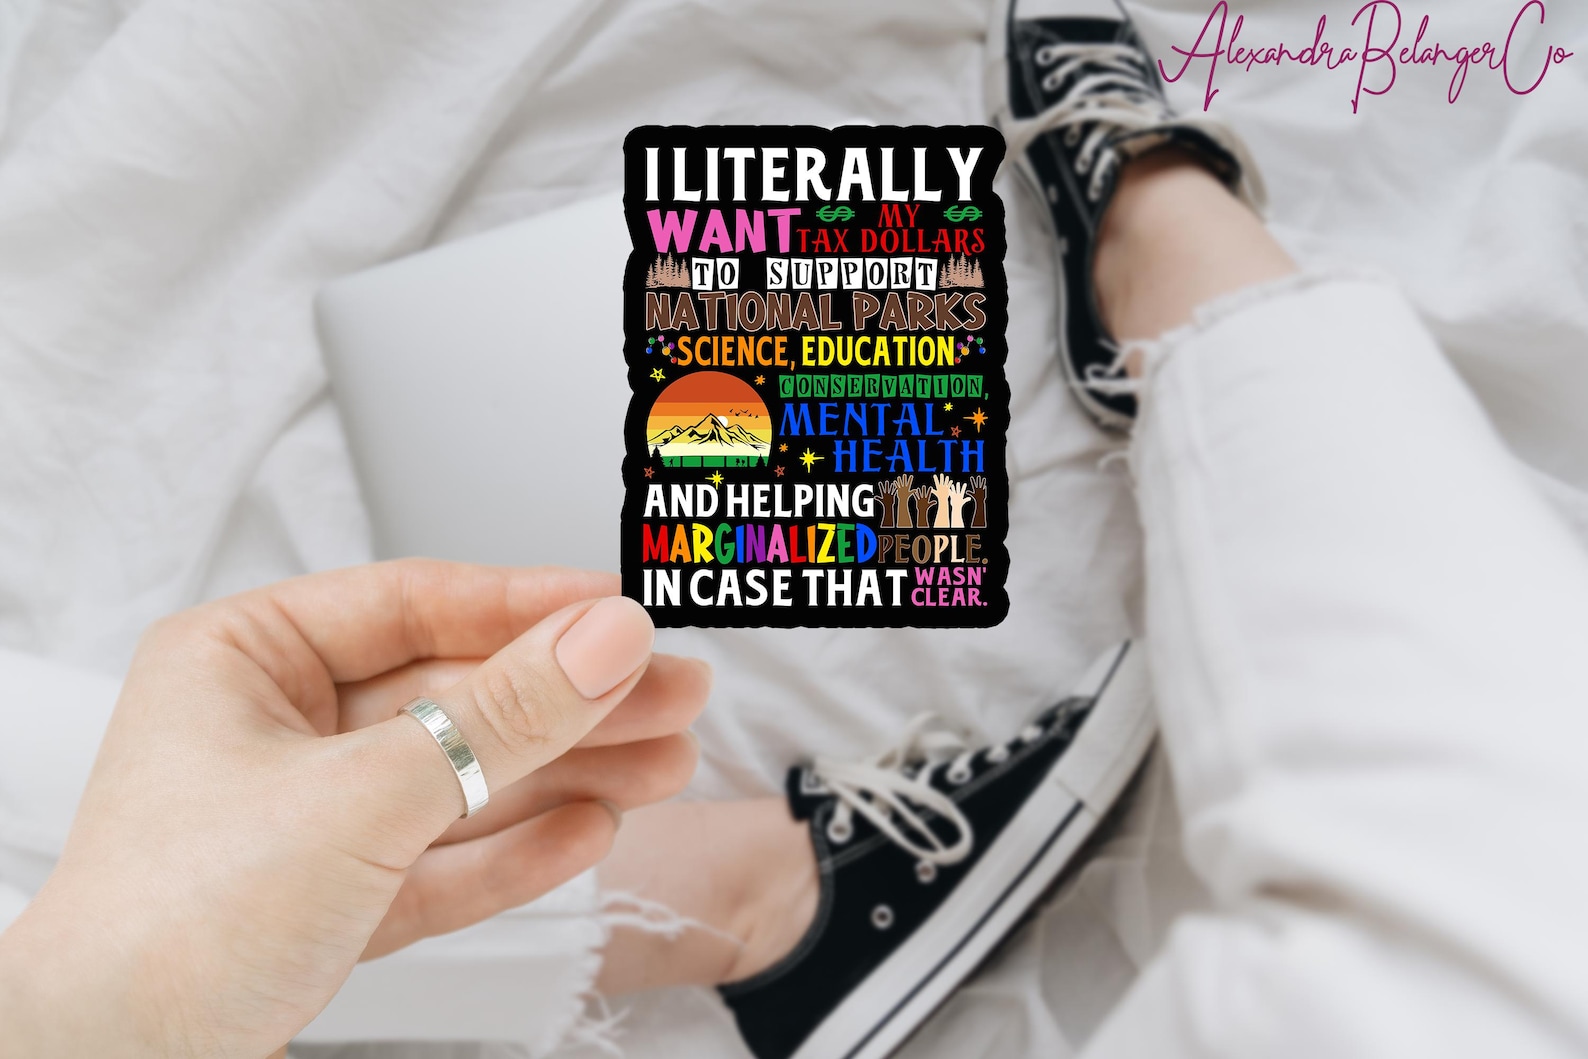 AlexandraBelangerCo
I LITERALLY
WANT $ MY $
TAX DOLLARS
TO SUPPORT
NATIONAL PARKS
SCIENCE, EDUCATION
CONSERVATION,
MENTAL
HEALTH
AND HELPING
MARGINALIZED PEOPLE.
IN CASE THAT WASN'
CLEAR.